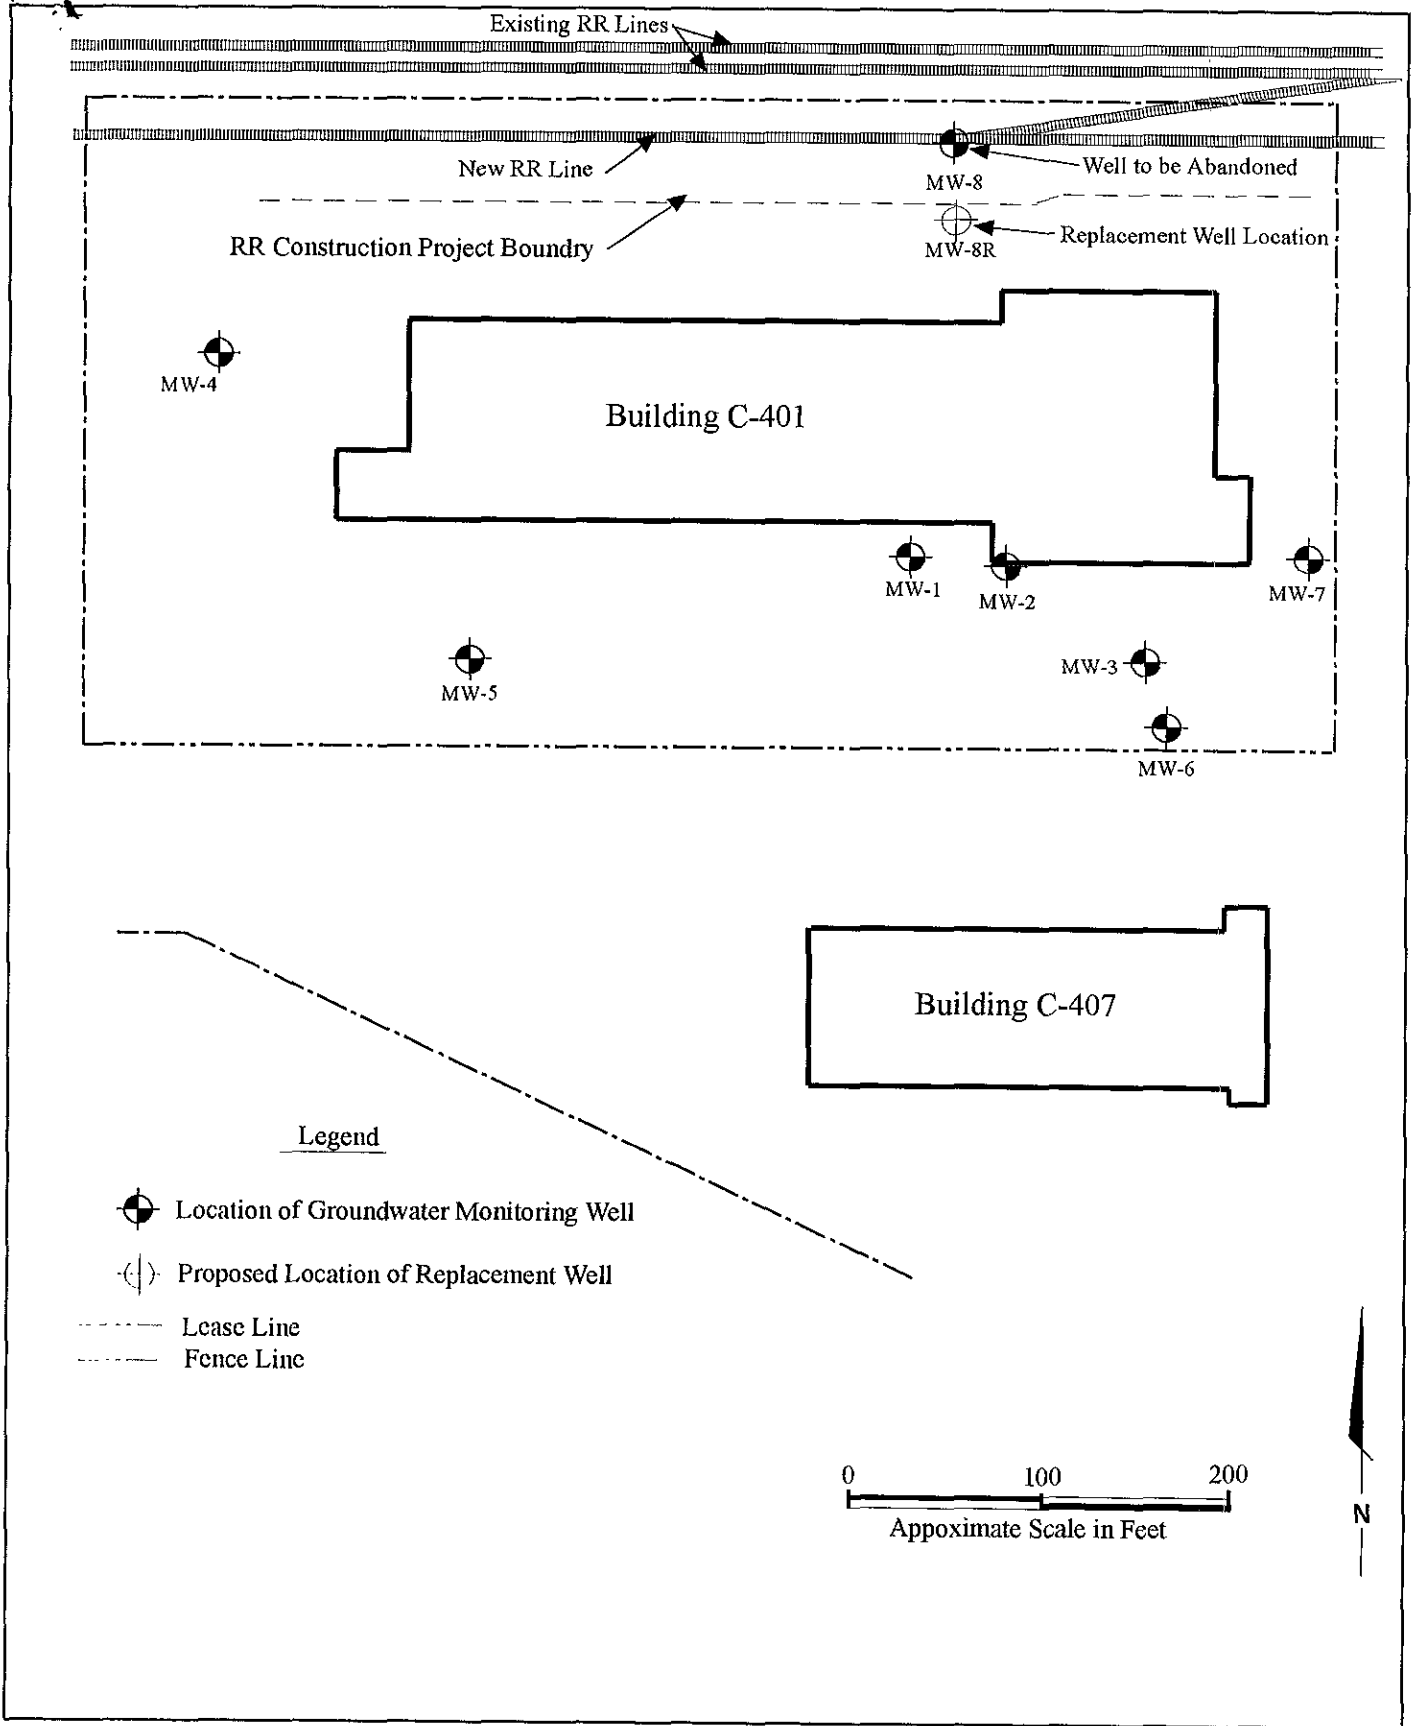 Existing RR Lines
New RR Line
Well to be Abandoned
MW-8
RR Construction Project Boundry
Replacement Well Location
MW-8R
MW-4
Building C-401
MW-1
MW-2
MW-7
MW-3
MW-5
MW-6
Building C-407
Legend
Location of Groundwater Monitoring Well
Proposed Location of Replacement Well
Lease Line
Fence Line
0 100 200
Appoximate Scale in Feet
N